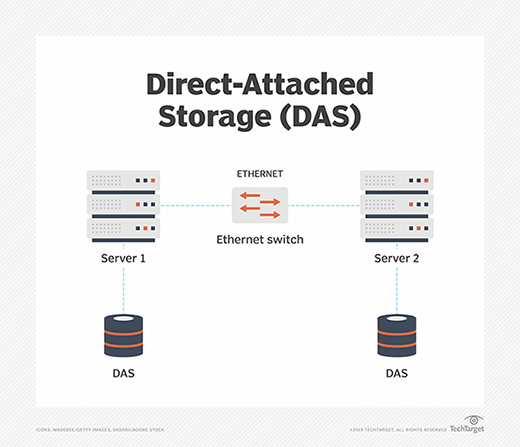 Direct-Attached
Storage (DAS)
ETHERNET
Ethernet switch
Server 1
Server 2
DAS
DAS
ICONS: MADEDEE/GETTY IMAGES, VASABII/ADOBE STOCK
©2019 TECHTARGET. ALL RIGHTS RESERVED TechTarget